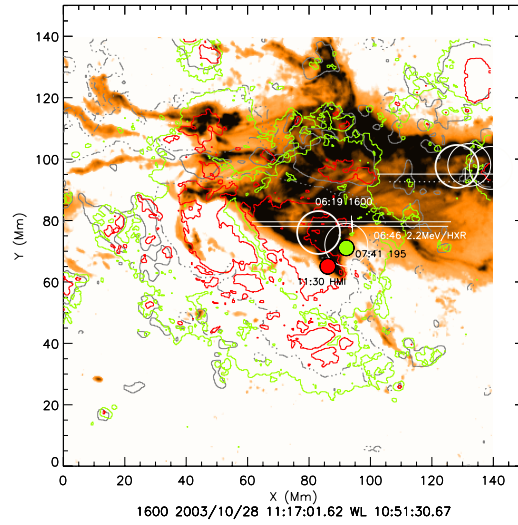 140
120
100
80
60
40
20
0
Y (Mm)
06:19 1600
06:46 2.2MeV/HXR
07:41 195
11:30 HMI
0 20 40 60 80 100 120 140
X (Mm)
1600 2003/10/28 11:17:01.62 WL 10:51:30.67